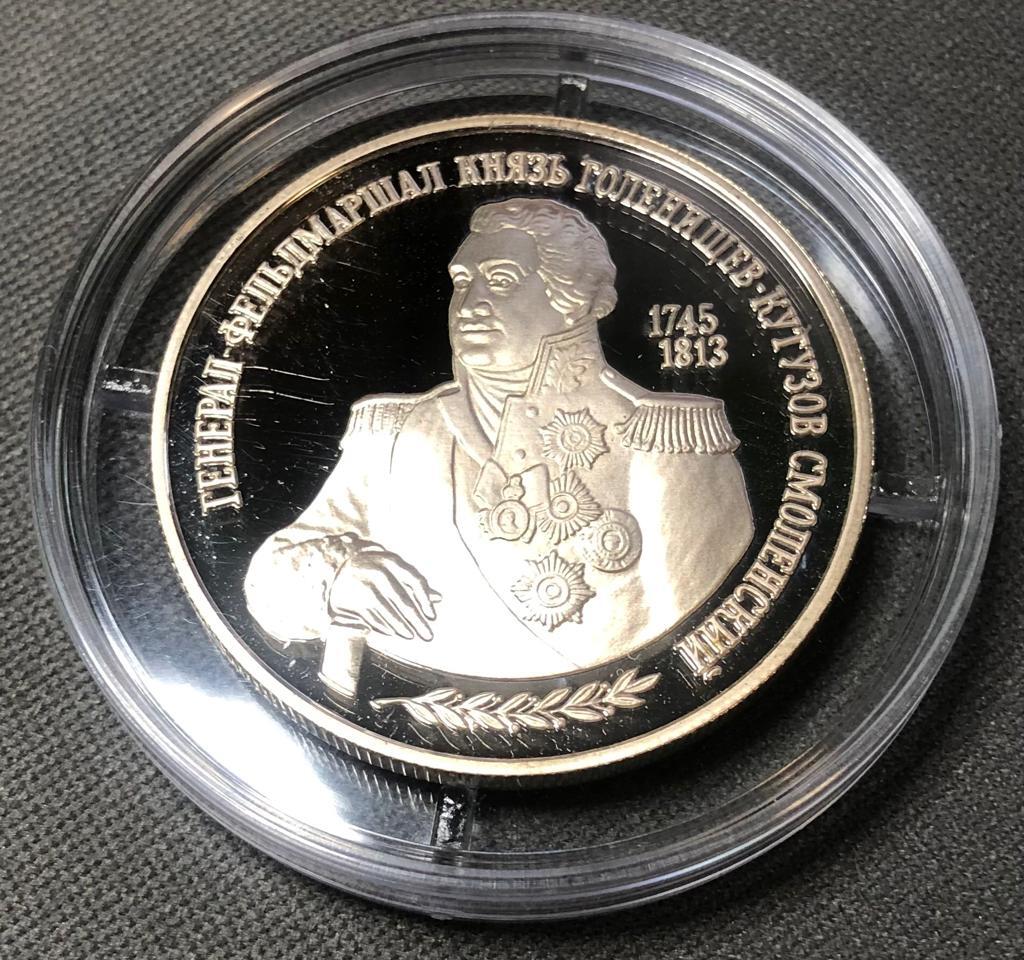 ГЕНЕРАЛ-ФЕЛЬДМАРШАЛ КНЯЗЬ ГОЛЕНИЩЕВ-КУТУЗОВ СМОЛЕНСКИЙ
1745
1813